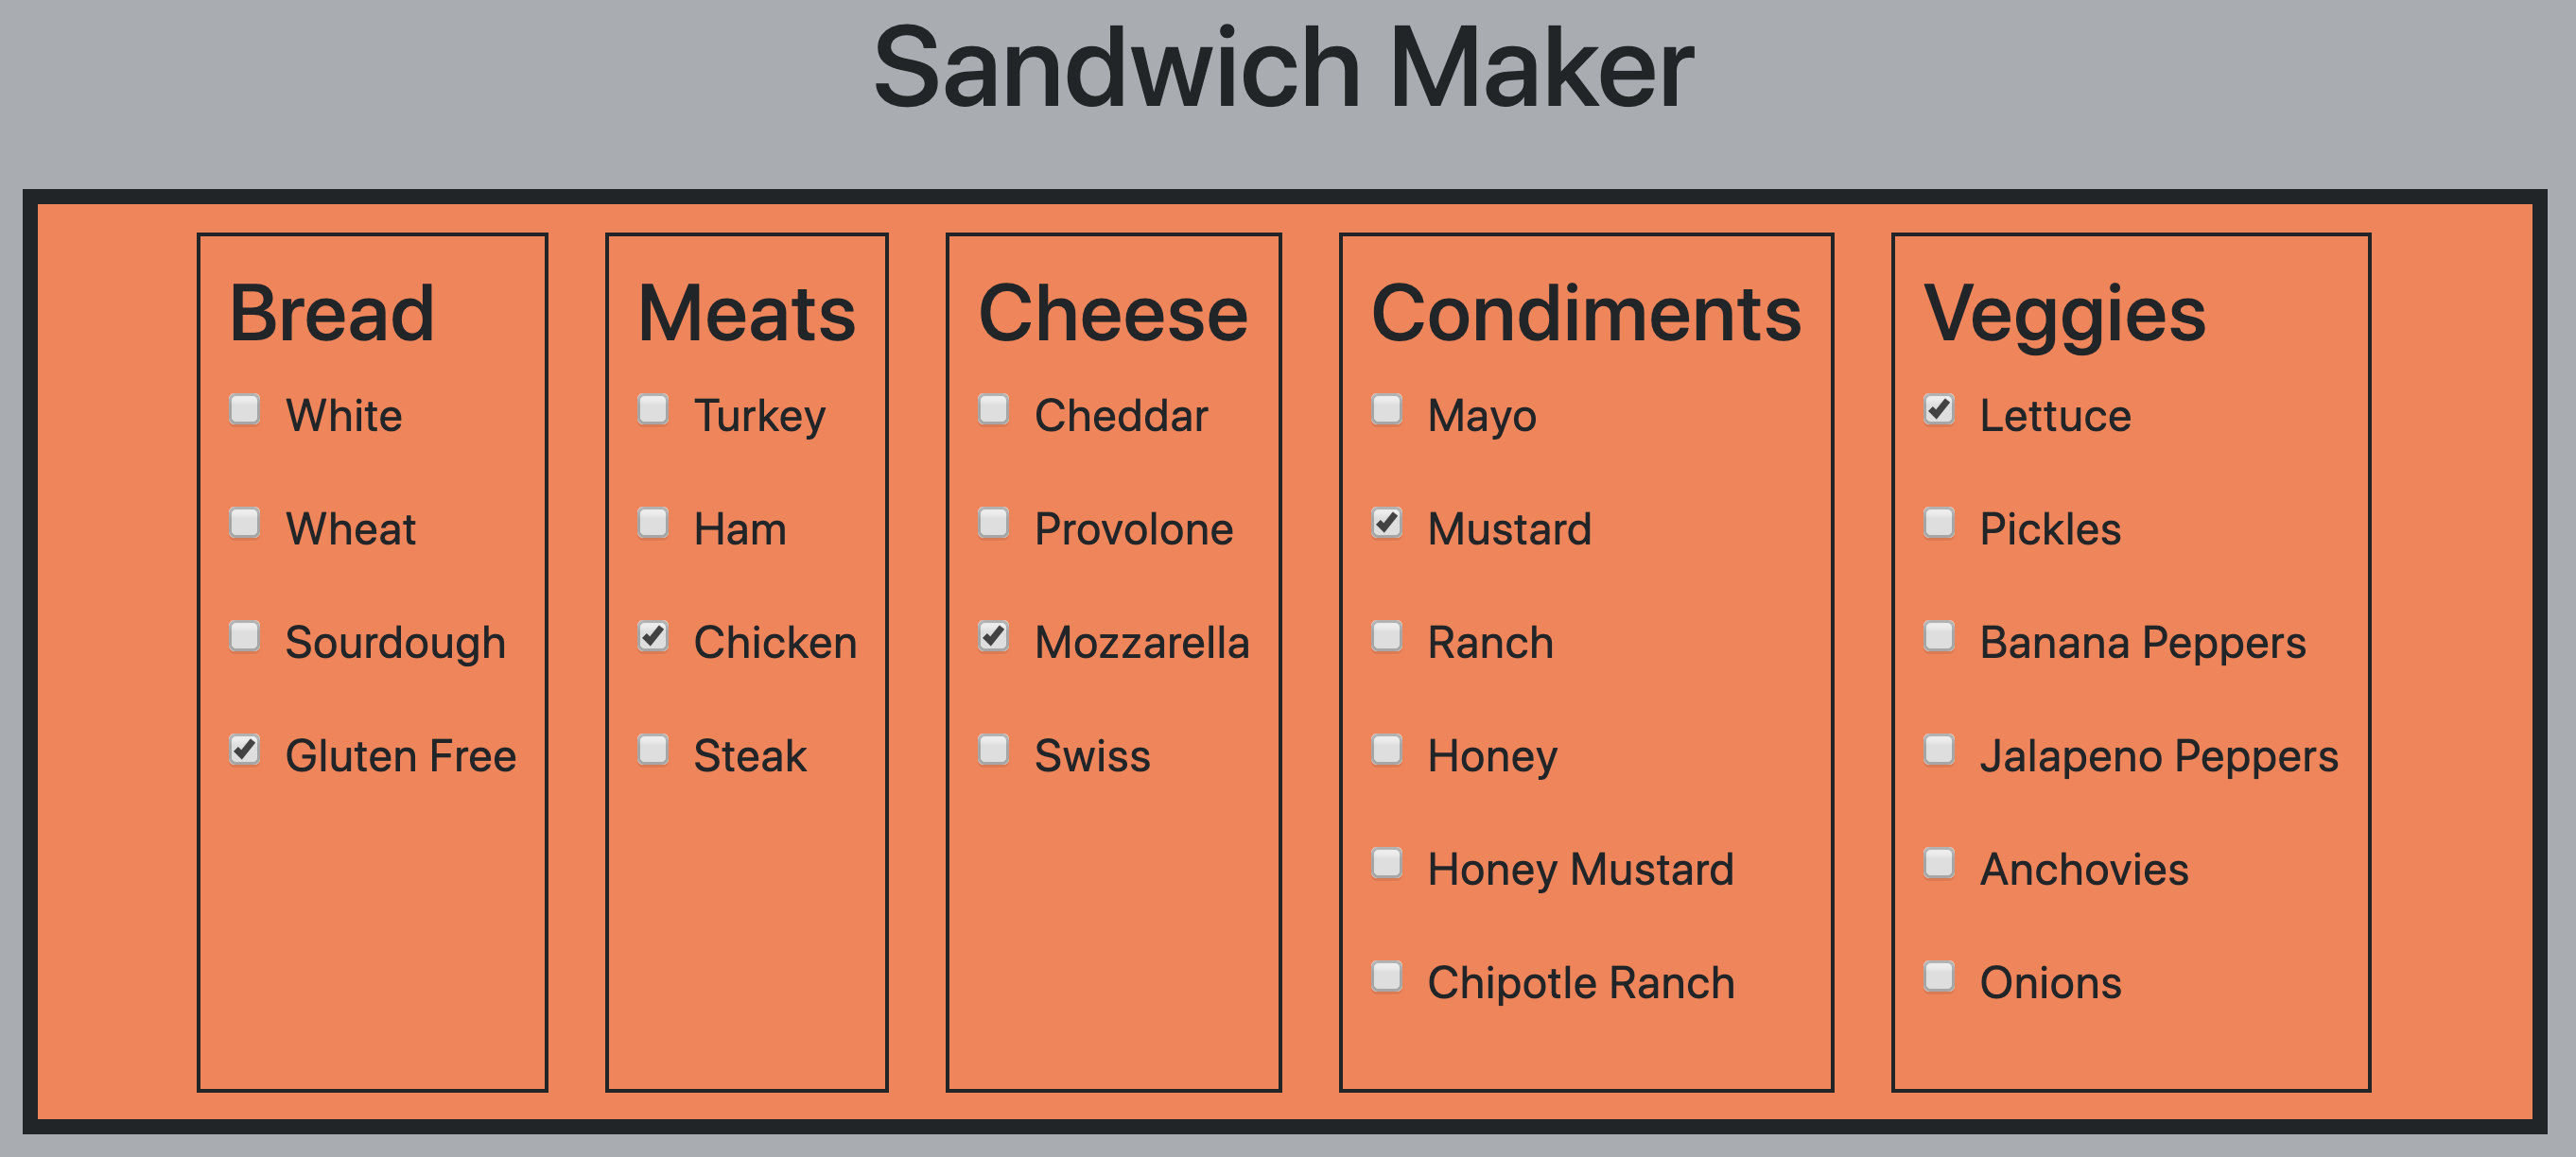 Sandwich Maker
Bread
White
Wheat
Sourdough
Gluten Free
Meats
Turkey
Ham
Chicken
Steak
Cheese
Cheddar
Provolone
Mozzarella
Swiss
Condiments
Mayo
Mustard
Ranch
Honey
Honey Mustard
Chipotle Ranch
Veggies
Lettuce
Pickles
Banana Peppers
Jalapeno Peppers
Anchovies
Onions